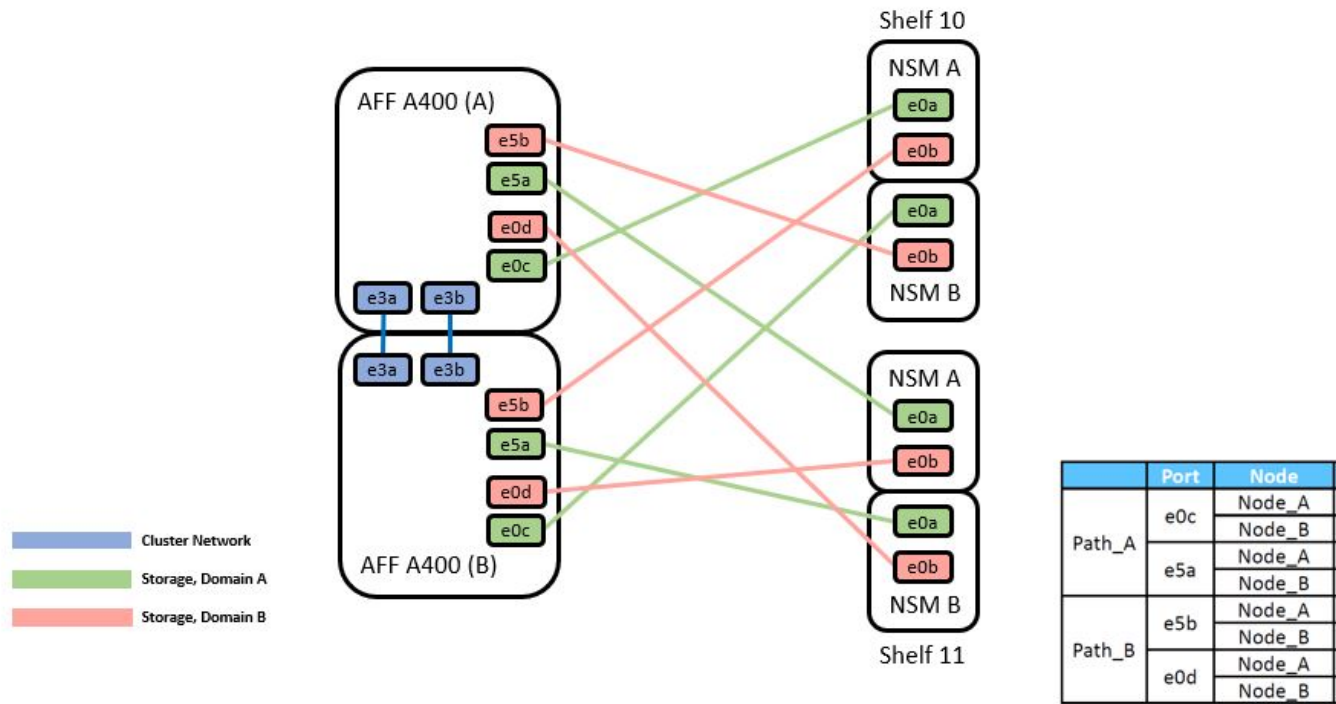 Shelf 10
AFF A400 (A)
e5b
e5a
e0d
e0c
e3a e3b
NSM A
e0a
e0b
e0a
e0b
NSM B
e3a e3b
e5b
e5a
e0d
e0c
AFF A400 (B)
NSM A
e0a
e0b
e0a
e0b
NSM B
Shelf 11
Cluster Network
Storage, Domain A
Storage, Domain B
Port Node
Path_A e0c Node_A
Node_B
e5a Node_A
Node_B
Path_B e5b Node_A
Node_B
e0d Node_A
Node_B